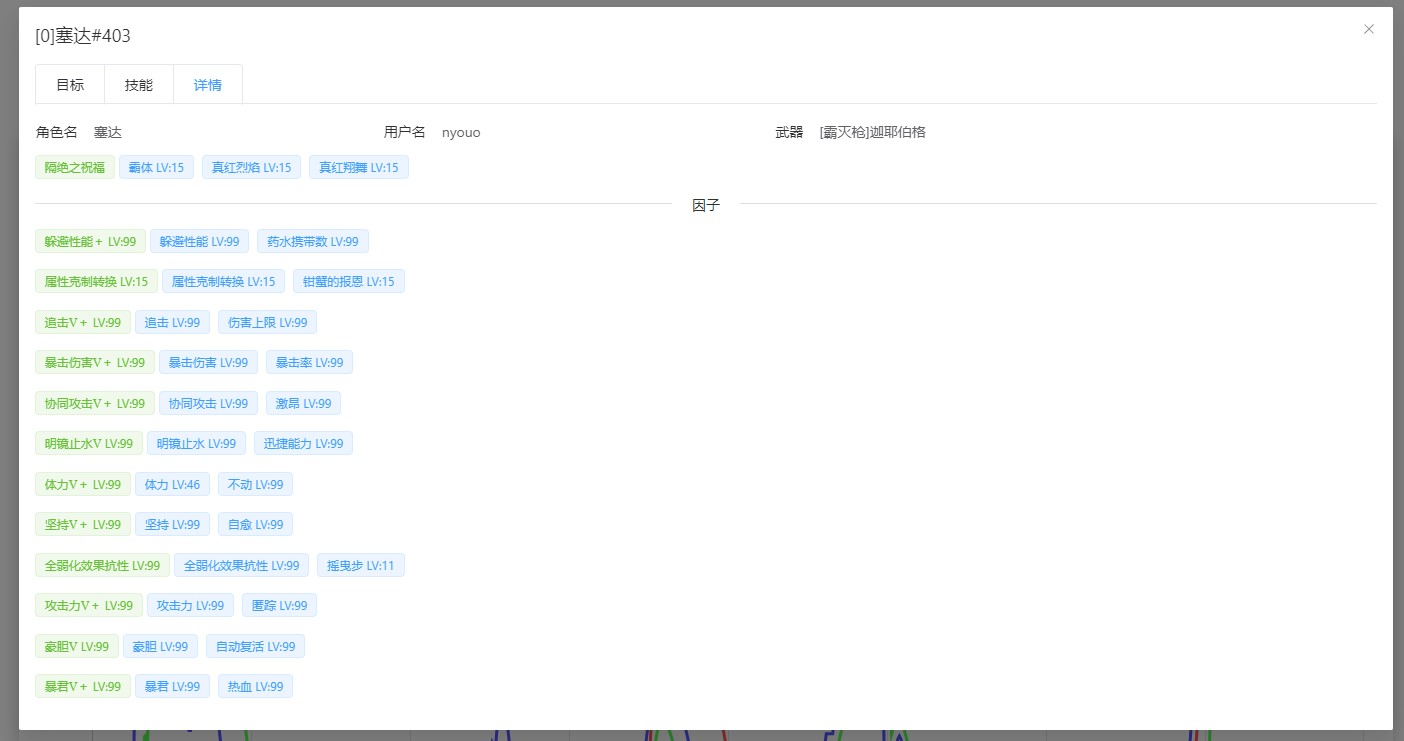 [0]塞达#403
目标 技能 详情
角色名 塞达 用户名 nyouo 武器 [霸灭枪]迦耶伯格
隔绝之祝福 霸体 LV:15 真红烈焰 LV:15 真红翔舞 LV:15
因子
躲避性能＋ LV:99 躲避性能 LV:99 药水携带数 LV:99
属性克制转换 LV:15 属性克制转换 LV:15 钳蟹的报恩 LV:15
追击V＋ LV:99 追击 LV:99 伤害上限 LV:99
暴击伤害V＋ LV:99 暴击伤害 LV:99 暴击率 LV:99
协同攻击V＋ LV:99 协同攻击 LV:99 激昂 LV:99
明镜止水V LV:99 明镜止水 LV:99 迅捷能力 LV:99
体力V＋ LV:99 体力 LV:46 不动 LV:99
坚持V＋ LV:99 坚持 LV:99 自愈 LV:99
全弱化效果抗性 LV:99 全弱化效果抗性 LV:99 摇曳步 LV:11
攻击力V＋ LV:99 攻击力 LV:99 匿踪 LV:99
豪胆V LV:99 豪胆 LV:99 自动复活 LV:99
暴君V＋ LV:99 暴君 LV:99 热血 LV:99